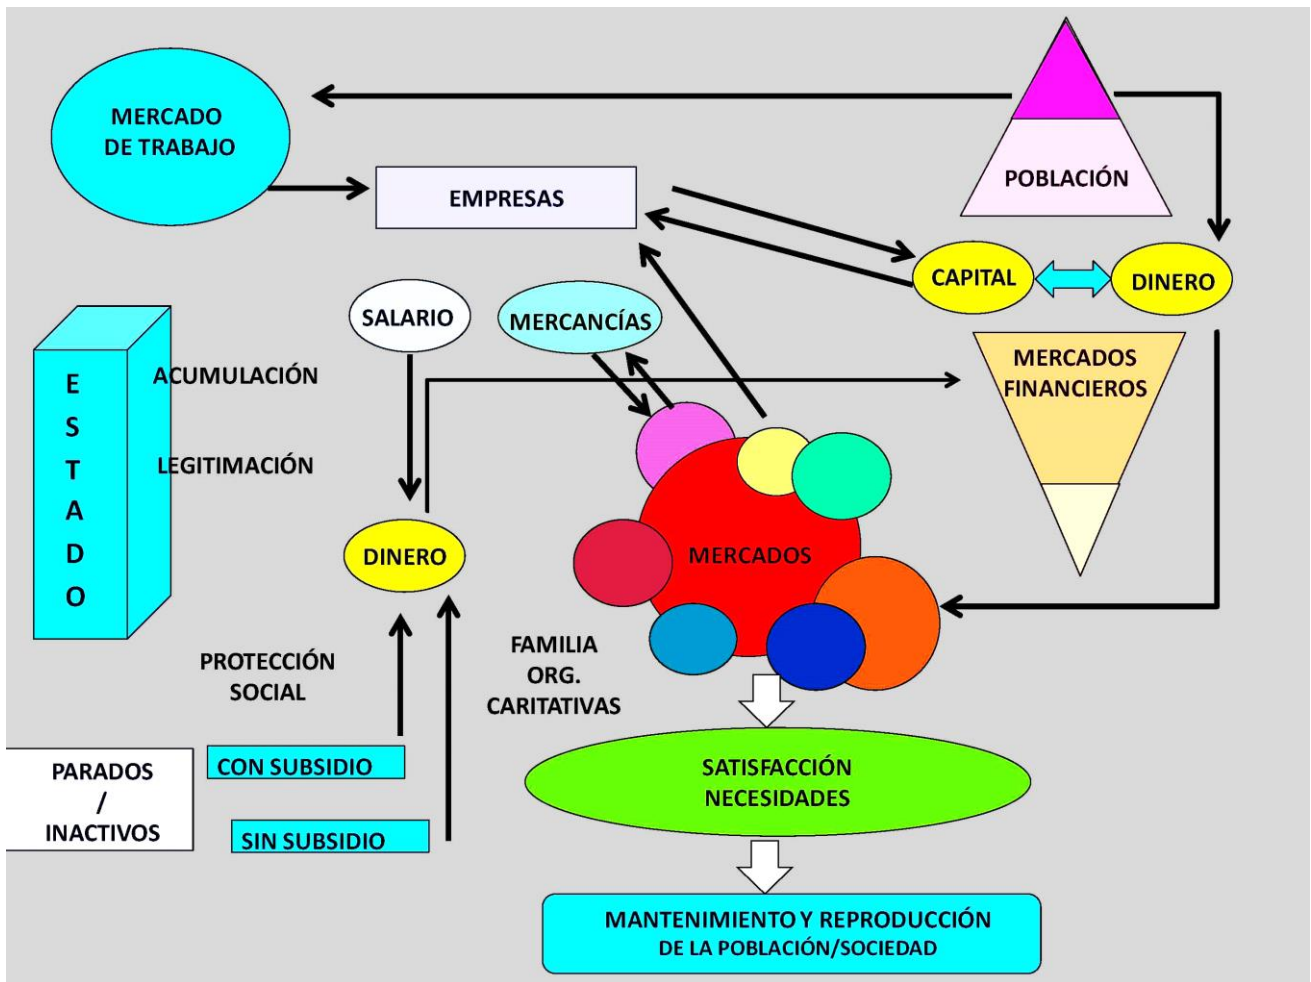 MERCADO
DE TRABAJO
POBLACIÓN
EMPRESAS
CAPITAL
DINERO
SALARIO
MERCANCÍAS
MERCADOS
FINANCIEROS
E
S
T
A
D
O
ACUMULACIÓN
LEGITIMACIÓN
DINERO
MERCADOS
PROTECCIÓN
SOCIAL
FAMILIA
ORG.
CARITATIVAS
PARADOS
/
INACTIVOS
CON SUBSIDIO
SIN SUBSIDIO
SATISFACCIÓN
NECESIDADES
MANTENIMIENTO Y REPRODUCCIÓN
DE LA POBLACIÓN/SOCIEDAD